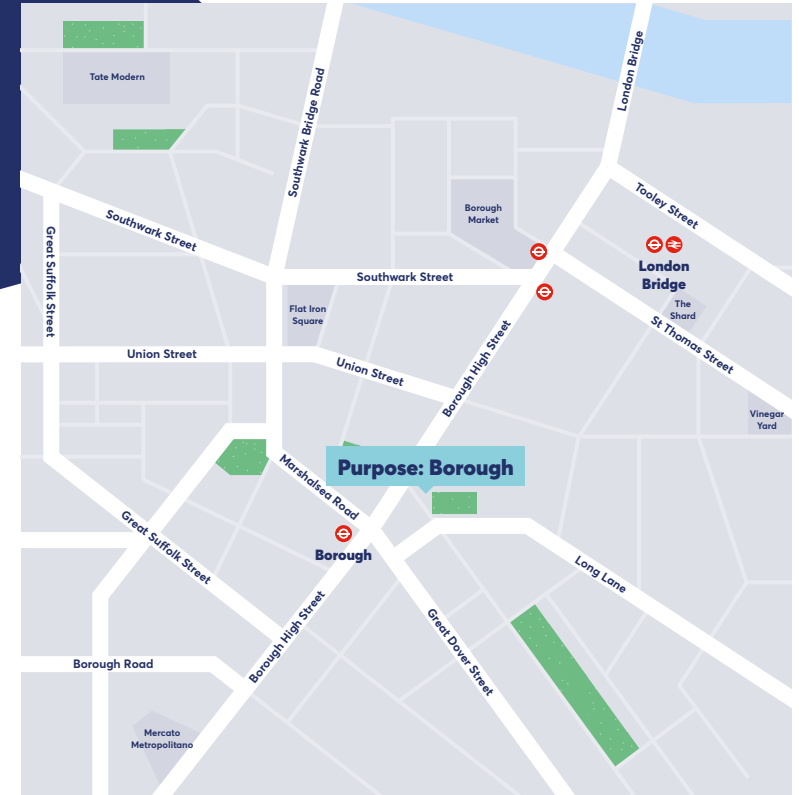 Tate Modern
London Bridge
Southwark Bridge Road
Tooley Street
Borough
Market
Southwark Street
Great Suffolk Street
London
Bridge
Southwark Street
The
Shard
Flat Iron
Square
St Thomas Street
Union Street
Union Street
Borough High Street
Vinegar
Yard
Purpose: Borough
Marshalsea Road
Great Suffolk Street
Borough
Long Lane
Borough High Street
Great Dover Street
Borough Road
Mercato
Metropolitano